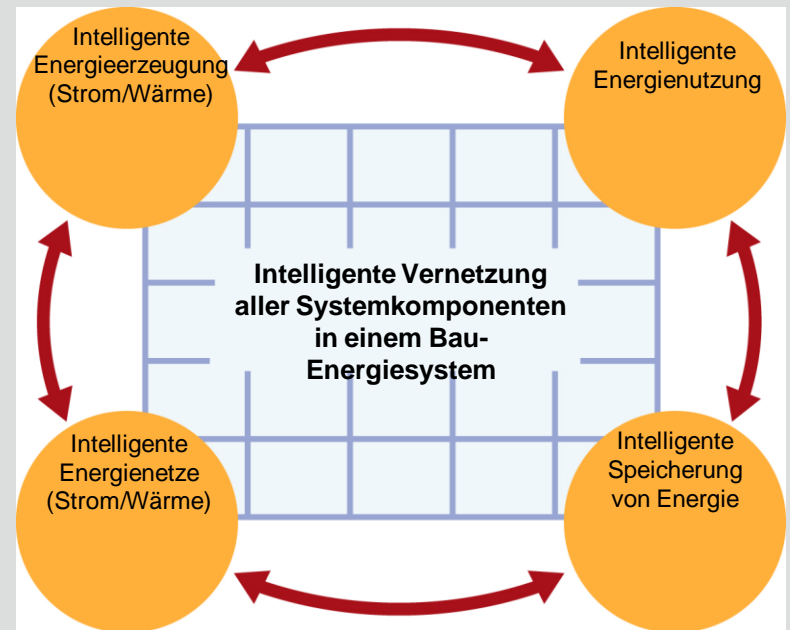 Intelligente
Energieerzeugung
(Strom/Wärme)
Intelligente
Energienutzung
Intelligente Vernetzung
aller Systemkomponenten
in einem Bau-
Energiesystem
Intelligente
Energienetze
(Strom/Wärme)
Intelligente
Speicherung
von Energie